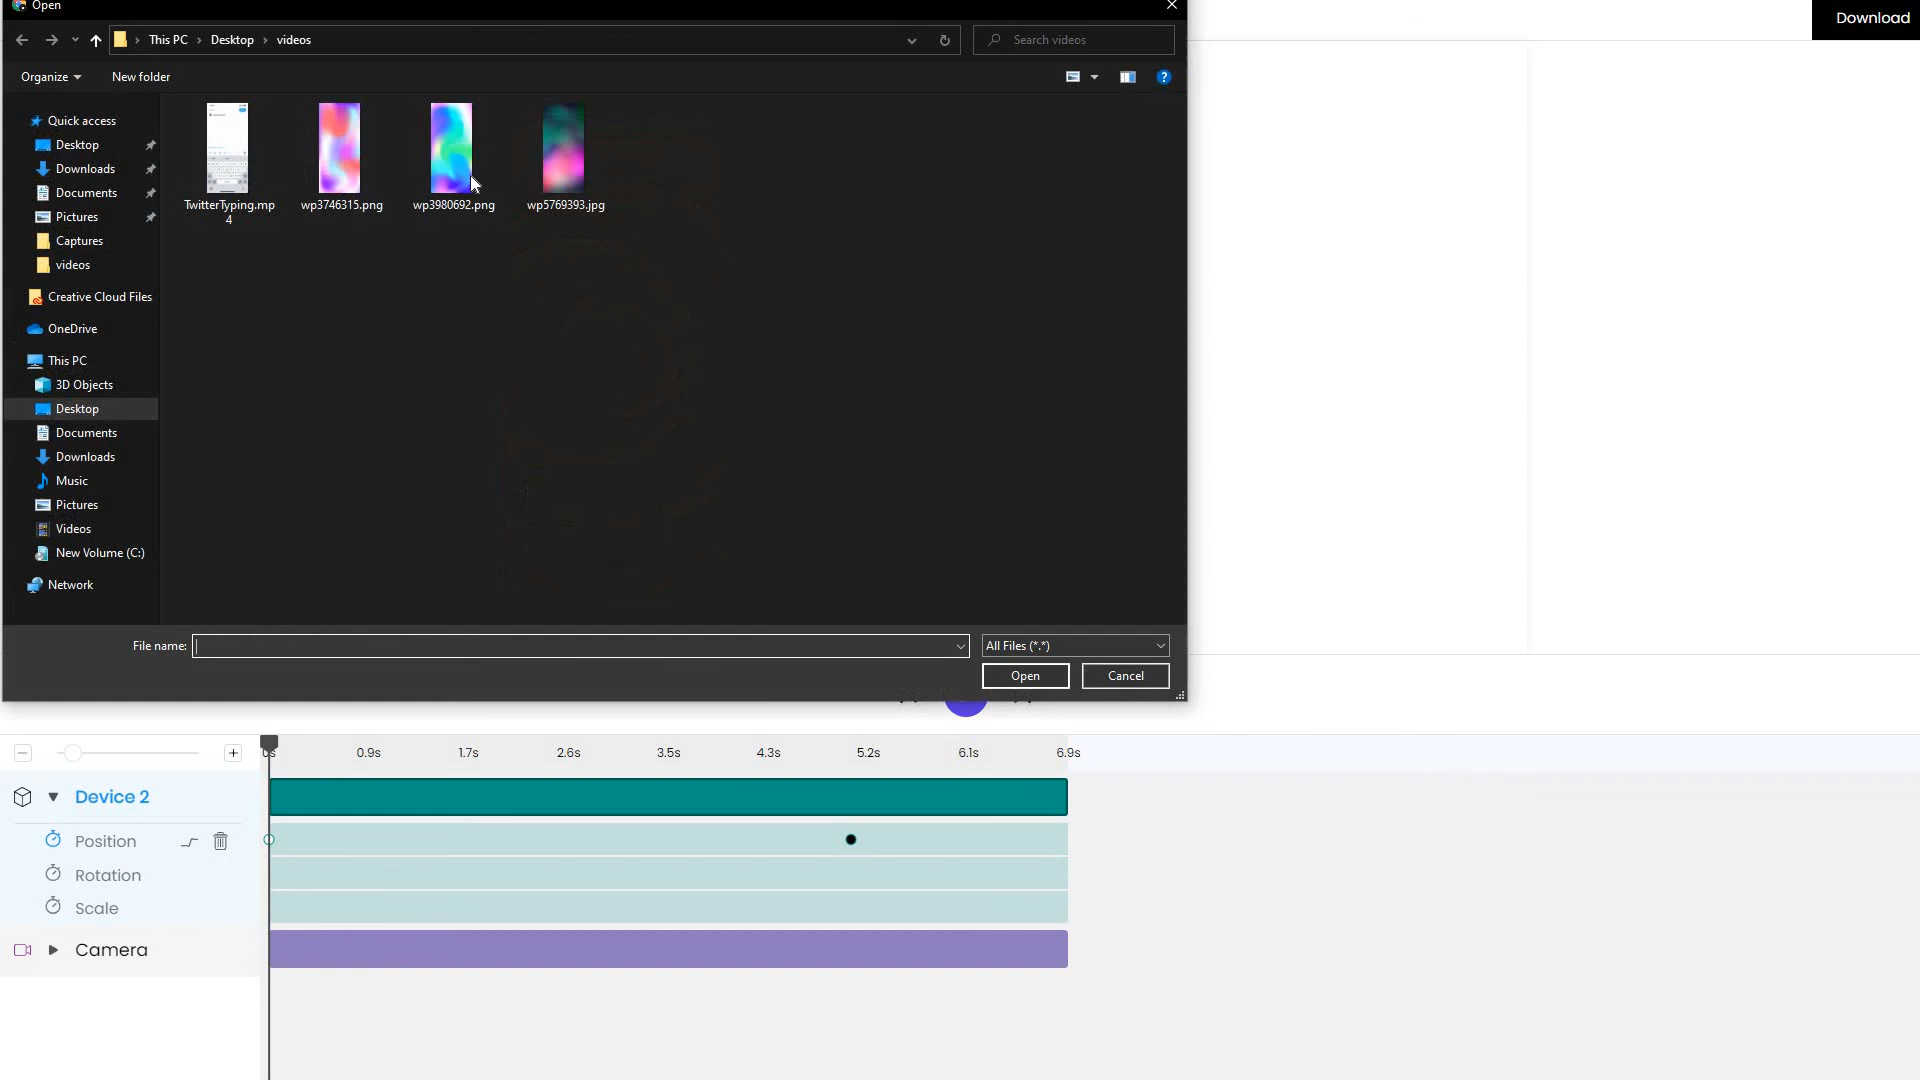 Open
Download
This PC
Desktop
videos
Search videos
Organize
New folder
Quick access
Desktop
Downloads
Documents
Pictures
Captures
videos
Creative Cloud Files
OneDrive
This PC
3D Objects
Desktop
Documents
Downloads
Music
Pictures
Videos
New Volume (C:)
Network
TwitterTyping.mp
4
wp3746315.png
wp3980692.png
wp5769393.jpg
File name:
All Files (*.*)
Open
Cancel
0.9s
1.7s
2.6s
3.5s
4.3s
5.2s
6.1s
6.9s
Device 2
Position
Rotation
Scale
Camera